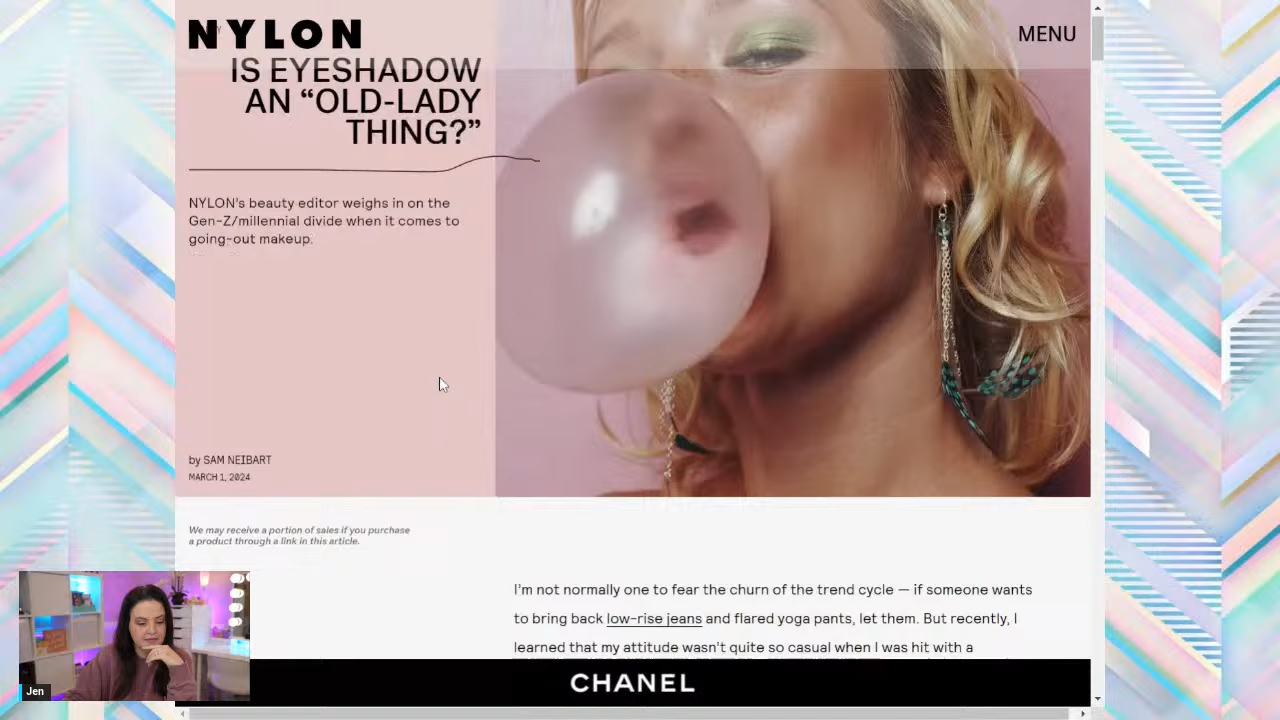 NYLON
MENU
IS EYESHADOW
AN “OLD-LADY
THING?”
NYLON's beauty editor weighs in on the
Gen-Z/millennial divide when it comes to
going-out makeup.
by SAM NEIBART
MARCH 1, 2024
We may receive a portion of sales if you purchase
a product through a link in this article.
I'm not normally one to fear the churn of the trend cycle — if someone wants
to bring back low-rise jeans and flared yoga pants, let them. But recently, I
learned that my attitude wasn't quite so casual when I was hit with a
CHANEL
Jen